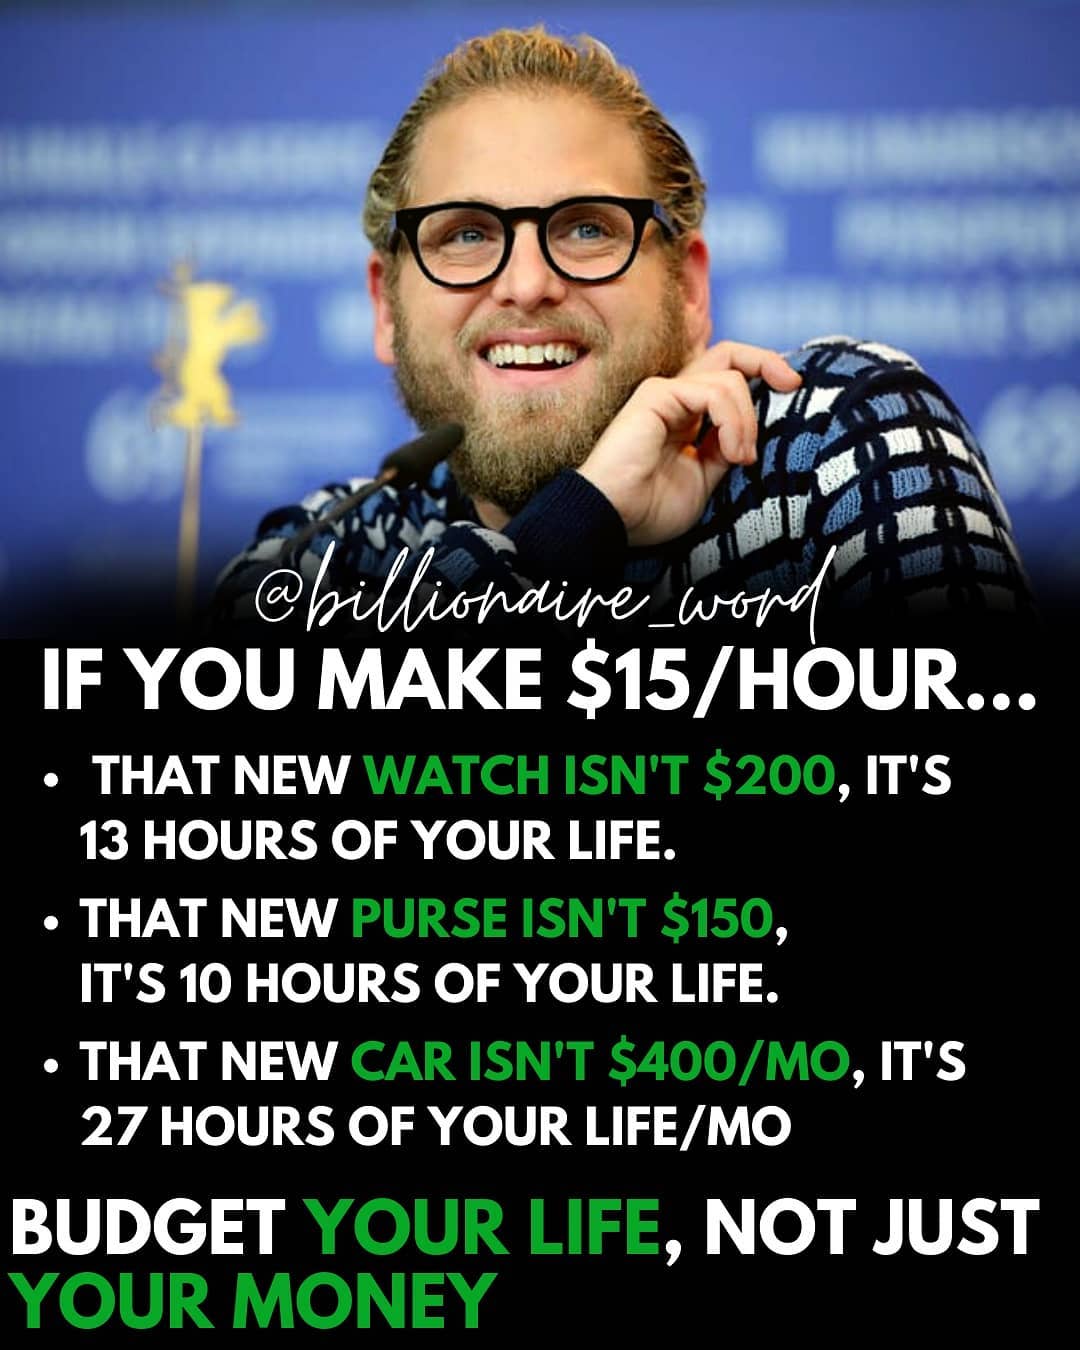 @billionaire_word
IF YOU MAKE $15/HOUR...
• THAT NEW WATCH ISN'T $200, IT'S
13 HOURS OF YOUR LIFE.
• THAT NEW PURSE ISN'T $150,
IT'S 10 HOURS OF YOUR LIFE.
• THAT NEW CAR ISN'T $400/MO, IT'S
27 HOURS OF YOUR LIFE/MO
BUDGET YOUR LIFE, NOT JUST
YOUR MONEY